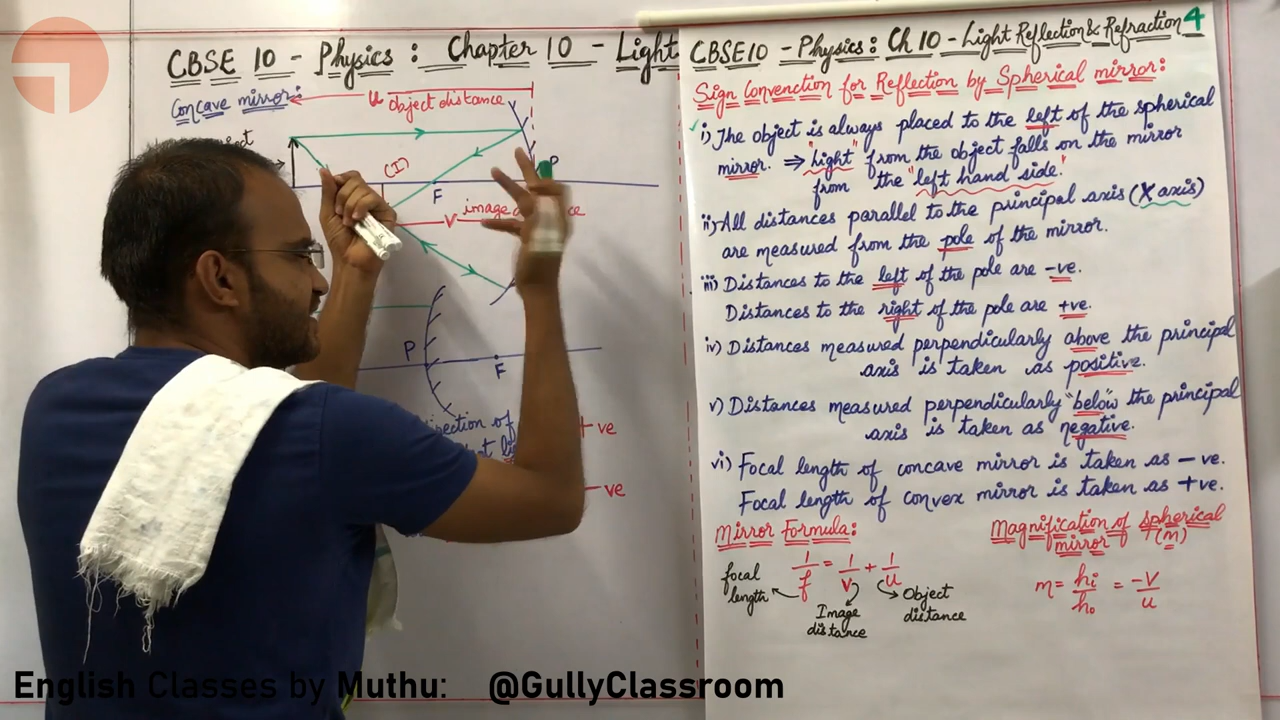 CBSE 10 - Physics : Chapter 10 - Light
Concave mirror:
u object distance
(I)
P
F
v image
P
F
+ve
-ve
CBSE10 - Physics: Ch 10 - Light Reflection & Refraction 4
Sign Convenction for Reflection by Spherical mirror:
i) The object is always placed to the left of the spherical
mirror. ⇒ "light" from the object falls on the mirror
from the "left hand side."
ii) All distances parallel to the principal axis (X axis)
are measured from the pole of the mirror.
iii) Distances to the left of the pole are -ve.
Distances to the right of the pole are +ve.
iv) Distances measured perpendicularly above the principal
axis is taken as positive.
v) Distances measured perpendicularly "below" the principal
axis is taken as negative.
vi) Focal length of concave mirror is taken as -ve.
Focal length of convex mirror is taken as +ve.
Mirror Formula:
1/f = 1/v + 1/u
focal
length
Image
distance
Object
distance
Magnification of spherical
mirror (m)
m = hi/ho = -v/u
English Classes by Muthu: @GullyClassroom